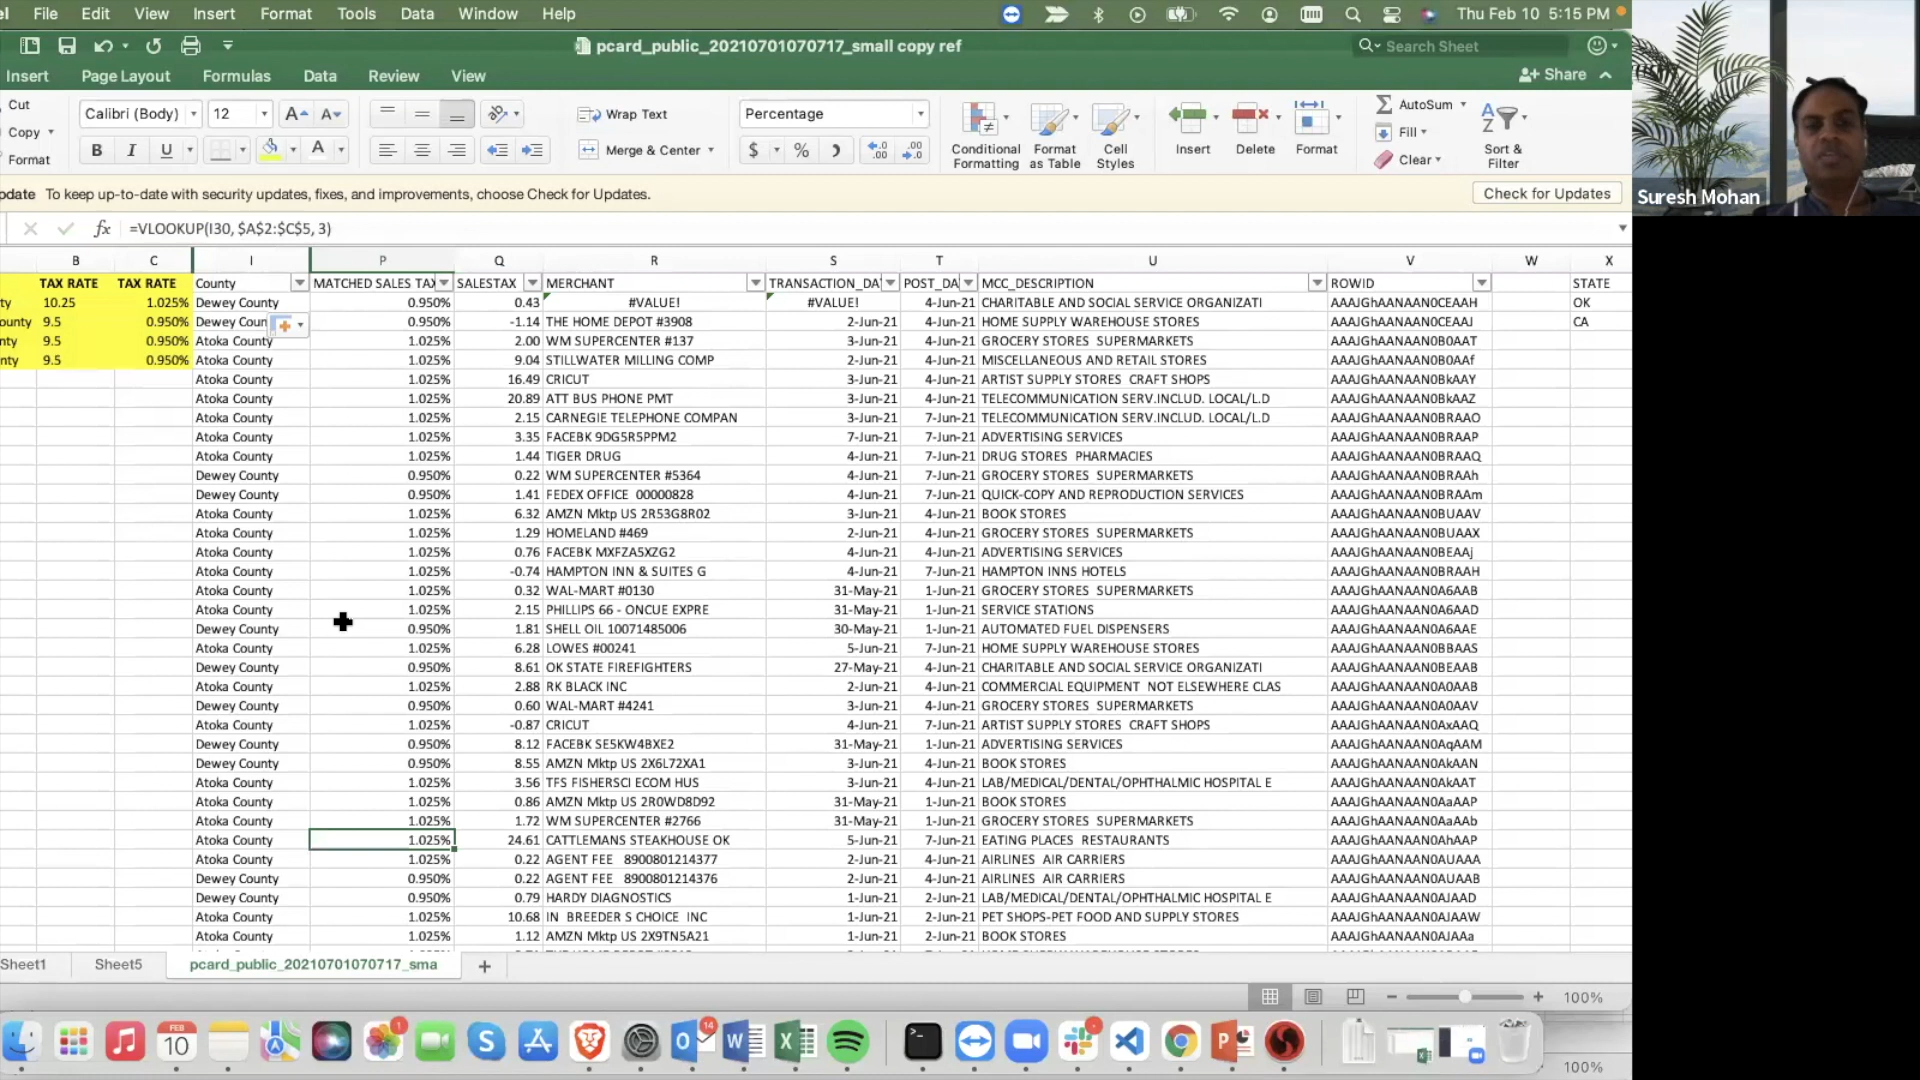 el File Edit View Insert Format Tools Data Window Help Thu Feb 10 5:15 PM
pcard_public_20210701070717_small copy ref Search Sheet
Insert Page Layout Formulas Data Review View Share
Cut Calibri (Body) 12 Wrap Text Percentage AutoSum
Copy Fill
Format Merge & Center Conditional Formatting Format as Table Cell Styles Insert Delete Format Clear Sort & Filter
pdate To keep up-to-date with security updates, fixes, and improvements, choose Check for Updates. Check for Updates
Suresh Mohan
fx =VLOOKUP(I30, $A$2:$C$5, 3)
B C I P Q R S T U V W X
TAX RATE TAX RATE County MATCHED SALES TAX SALESTAX MERCHANT TRANSACTION_DA POST_DA MCC_DESCRIPTION ROWID STATE
ty 10.25 1.025% Dewey County 0.950% 0.43 #VALUE! #VALUE! 4-Jun-21 CHARITABLE AND SOCIAL SERVICE ORGANIZATI AAAJGhAANAAN0CEAAH OK
ounty 9.5 0.950% Dewey Coun 0.950% -1.14 THE HOME DEPOT #3908 2-Jun-21 4-Jun-21 HOME SUPPLY WAREHOUSE STORES AAAJGhAANAAN0CEAAJ CA
nty 9.5 0.950% Atoka County 1.025% 2.00 WM SUPERCENTER #137 3-Jun-21 4-Jun-21 GROCERY STORES SUPERMARKETS AAAJGhAANAAN0B0AAT
nty 9.5 0.950% Atoka County 1.025% 9.04 STILLWATER MILLING COMP 2-Jun-21 4-Jun-21 MISCELLANEOUS AND RETAIL STORES AAAJGhAANAAN0B0AAf
Atoka County 1.025% 16.49 CRICUT 3-Jun-21 4-Jun-21 ARTIST SUPPLY STORES CRAFT SHOPS AAAJGhAANAAN0BkAAY
Atoka County 1.025% 20.89 ATT BUS PHONE PMT 3-Jun-21 4-Jun-21 TELECOMMUNICATION SERV.INCLUD. LOCAL/L.D AAAJGhAANAAN0BkAAZ
Atoka County 1.025% 2.15 CARNEGIE TELEPHONE COMPAN 3-Jun-21 7-Jun-21 TELECOMMUNICATION SERV.INCLUD. LOCAL/L.D AAAJGhAANAAN0BRAAO
Atoka County 1.025% 3.35 FACEBK 9DG5R5PPM2 7-Jun-21 7-Jun-21 ADVERTISING SERVICES AAAJGhAANAAN0BRAAP
Atoka County 1.025% 1.44 TIGER DRUG 4-Jun-21 7-Jun-21 DRUG STORES PHARMACIES AAAJGhAANAAN0BRAAQ
Dewey County 0.950% 0.22 WM SUPERCENTER #5364 4-Jun-21 7-Jun-21 GROCERY STORES SUPERMARKETS AAAJGhAANAAN0BRAAh
Dewey County 0.950% 1.41 FEDEX OFFICE 00000828 4-Jun-21 7-Jun-21 QUICK-COPY AND REPRODUCTION SERVICES AAAJGhAANAAN0BRAAm
Atoka County 1.025% 6.32 AMZN Mktp US 2R53G8R02 3-Jun-21 4-Jun-21 BOOK STORES AAAJGhAANAAN0BUAAV
Atoka County 1.025% 1.29 HOMELAND #469 2-Jun-21 4-Jun-21 GROCERY STORES SUPERMARKETS AAAJGhAANAAN0BUAAX
Atoka County 1.025% 0.76 FACEBK MXFZA5XZG2 4-Jun-21 4-Jun-21 ADVERTISING SERVICES AAAJGhAANAAN0BEAAj
Atoka County 1.025% -0.74 HAMPTON INN & SUITES G 4-Jun-21 7-Jun-21 HAMPTON INNS HOTELS AAAJGhAANAAN0BRAAH
Atoka County 1.025% 0.32 WAL-MART #0130 31-May-21 1-Jun-21 GROCERY STORES SUPERMARKETS AAAJGhAANAAN0A6AAB
Atoka County 1.025% 2.15 PHILLIPS 66 - ONCUE EXPRE 31-May-21 1-Jun-21 SERVICE STATIONS AAAJGhAANAAN0A6AAD
Dewey County 0.950% 1.81 SHELL OIL 10071485006 30-May-21 1-Jun-21 AUTOMATED FUEL DISPENSERS AAAJGhAANAAN0A6AAE
Atoka County 1.025% 6.28 LOWES #00241 5-Jun-21 7-Jun-21 HOME SUPPLY WAREHOUSE STORES AAAJGhAANAAN0BBAAS
Dewey County 0.950% 8.61 OK STATE FIREFIGHTERS 27-May-21 4-Jun-21 CHARITABLE AND SOCIAL SERVICE ORGANIZATI AAAJGhAANAAN0BEAAB
Atoka County 1.025% 2.88 RK BLACK INC 2-Jun-21 4-Jun-21 COMMERCIAL EQUIPMENT NOT ELSEWHERE CLAS AAAJGhAANAAN0A0AAB
Dewey County 0.950% 0.60 WAL-MART #4241 3-Jun-21 4-Jun-21 GROCERY STORES SUPERMARKETS AAAJGhAANAAN0A0AAV
Atoka County 1.025% -0.87 CRICUT 4-Jun-21 7-Jun-21 ARTIST SUPPLY STORES CRAFT SHOPS AAAJGhAANAAN0AxAAQ
Dewey County 0.950% 8.12 FACEBK SE5KW4BXE2 31-May-21 1-Jun-21 ADVERTISING SERVICES AAAJGhAANAAN0AqAAM
Dewey County 0.950% 8.55 AMZN Mktp US 2X6L72XA1 3-Jun-21 4-Jun-21 BOOK STORES AAAJGhAANAAN0AkAAN
Atoka County 1.025% 3.56 TFS FISHERSCI ECOM HUS 3-Jun-21 4-Jun-21 LAB/MEDICAL/DENTAL/OPHTHALMIC HOSPITAL E AAAJGhAANAAN0AkAAT
Atoka County 1.025% 0.86 AMZN Mktp US 2R0WD8D92 31-May-21 1-Jun-21 BOOK STORES AAAJGhAANAAN0AaAAP
Atoka County 1.025% 1.72 WM SUPERCENTER #2766 31-May-21 1-Jun-21 GROCERY STORES SUPERMARKETS AAAJGhAANAAN0AaAAb
Atoka County 1.025% 24.61 CATTLEMANS STEAKHOUSE OK 5-Jun-21 7-Jun-21 EATING PLACES RESTAURANTS AAAJGhAANAAN0AhAAP
Atoka County 1.025% 0.22 AGENT FEE 8900801214377 2-Jun-21 4-Jun-21 AIRLINES AIR CARRIERS AAAJGhAANAAN0AUAAA
Dewey County 0.950% 0.22 AGENT FEE 8900801214376 2-Jun-21 4-Jun-21 AIRLINES AIR CARRIERS AAAJGhAANAAN0AUAAB
Dewey County 0.950% 0.79 HARDY DIAGNOSTICS 1-Jun-21 2-Jun-21 LAB/MEDICAL/DENTAL/OPHTHALMIC HOSPITAL E AAAJGhAANAAN0AJAAD
Atoka County 1.025% 10.68 IN BREEDER S CHOICE INC 1-Jun-21 2-Jun-21 PET SHOPS-PET FOOD AND SUPPLY STORES AAAJGhAANAAN0AJAAW
Atoka County 1.025% 1.12 AMZN Mktp US 2X9TN5A21 1-Jun-21 2-Jun-21 BOOK STORES AAAJGhAANAAN0AJAAa
Sheet1 Sheet5 pcard_public_20210701070717_sma +
100%
FEB 10 1 14
100%